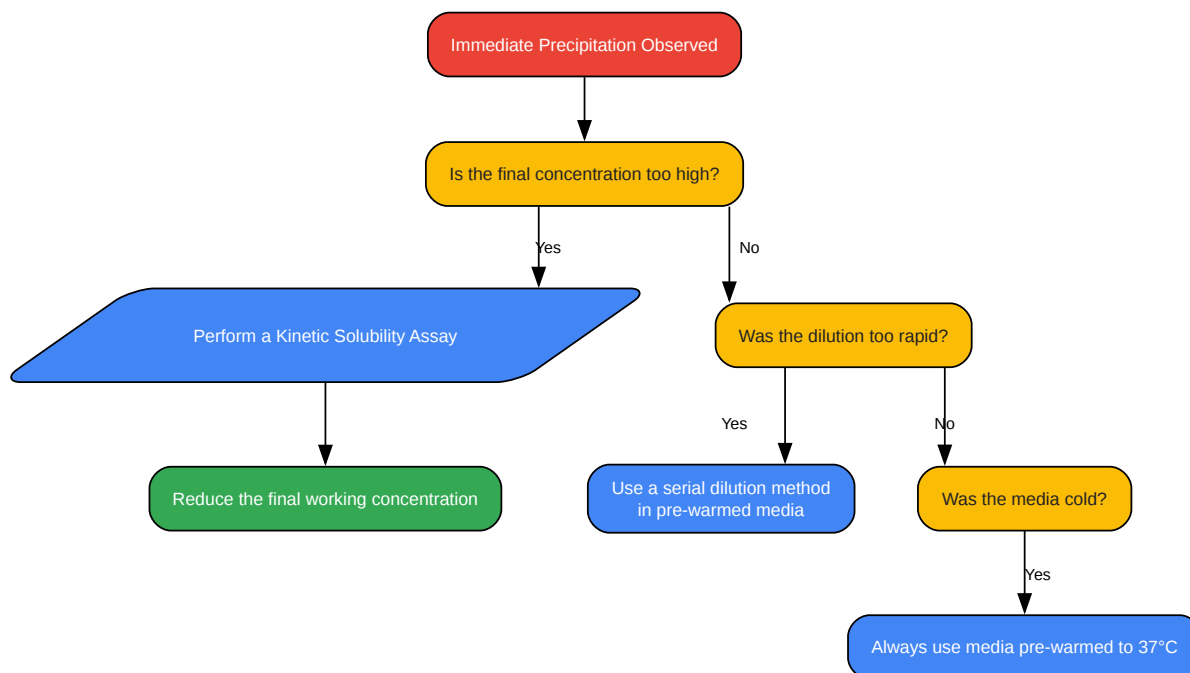 Immediate Precipitation Observed
Is the final concentration too high?
Yes
No
Perform a Kinetic Solubility Assay
Was the dilution too rapid?
Yes
No
Reduce the final working concentration
Use a serial dilution method
in pre-warmed media
Was the media cold?
Yes
Always use media pre-warmed to 37°C